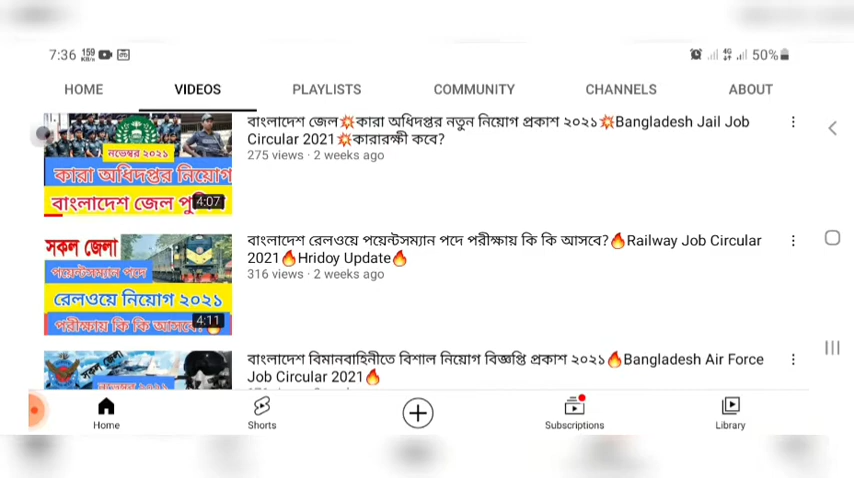 7:36 159 KB/s 4G 50%
HOME VIDEOS PLAYLISTS COMMUNITY CHANNELS ABOUT
নভেম্বর ২০২১
কারা অধিদপ্তর নিয়োগ
বাংলাদেশ জেল
4:07
বাংলাদেশ জেল💥কারা অধিদপ্তর নতুন নিয়োগ প্রকাশ ২০২১💥Bangladesh Jail Job
Circular 2021💥কারারক্ষী কবে?
275 views · 2 weeks ago
সকল জেলা
পয়েন্টসম্যান পদে
রেলওয়ে নিয়োগ ২০২১
পরীক্ষায় কি কি আসবে?
4:11
বাংলাদেশ রেলওয়ে পয়েন্টসম্যান পদে পরীক্ষায় কি কি আসবে?🔥Railway Job Circular
2021🔥Hridoy Update🔥
316 views · 2 weeks ago
সকল জেলা
বাংলাদেশ বিমানবাহিনীতে বিশাল নিয়োগ বিজ্ঞপ্তি প্রকাশ ২০২১🔥Bangladesh Air Force
Job Circular 2021🔥
Home Shorts Subscriptions Library